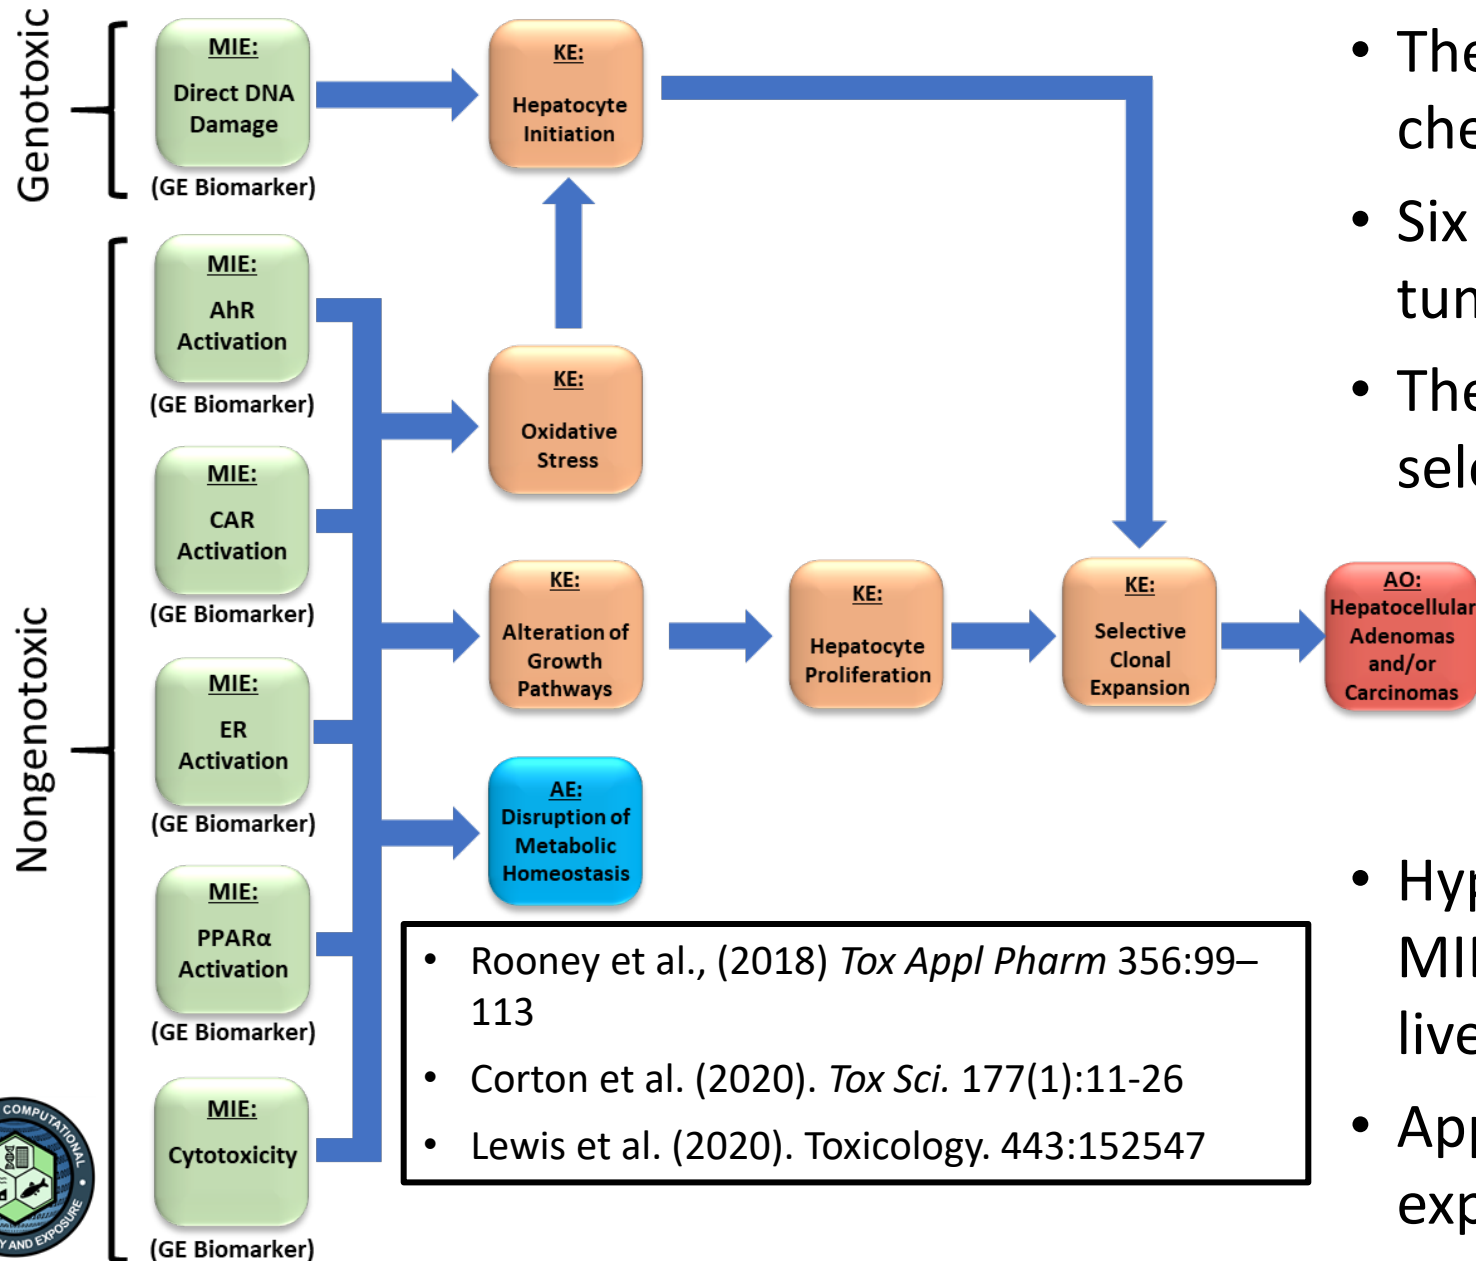 Genotoxic
MIE:
Direct DNA
Damage
(GE Biomarker)
KE:
Hepatocyte
Initiation
Nongenotoxic
MIE:
AhR
Activation
(GE Biomarker)
MIE:
CAR
Activation
(GE Biomarker)
MIE:
ER
Activation
(GE Biomarker)
MIE:
PPARα
Activation
(GE Biomarker)
MIE:
Cytotoxicity
(GE Biomarker)
KE:
Oxidative
Stress
KE:
Alteration of
Growth
Pathways
KE:
Hepatocyte
Proliferation
KE:
Selective
Clonal
Expansion
AO:
Hepatocellular
Adenomas
and/or
Carcinomas
AE:
Disruption of
Metabolic
Homeostasis
• Rooney et al., (2018) Tox Appl Pharm 356:99–
113
• Corton et al. (2020). Tox Sci. 177(1):11-26
• Lewis et al. (2020). Toxicology. 443:152547
• The
che
• Six
tum
• The
sele
• Hyp
MIE
live
• App
exp
COMPUTATIONAL
Y AND EXPOSURE